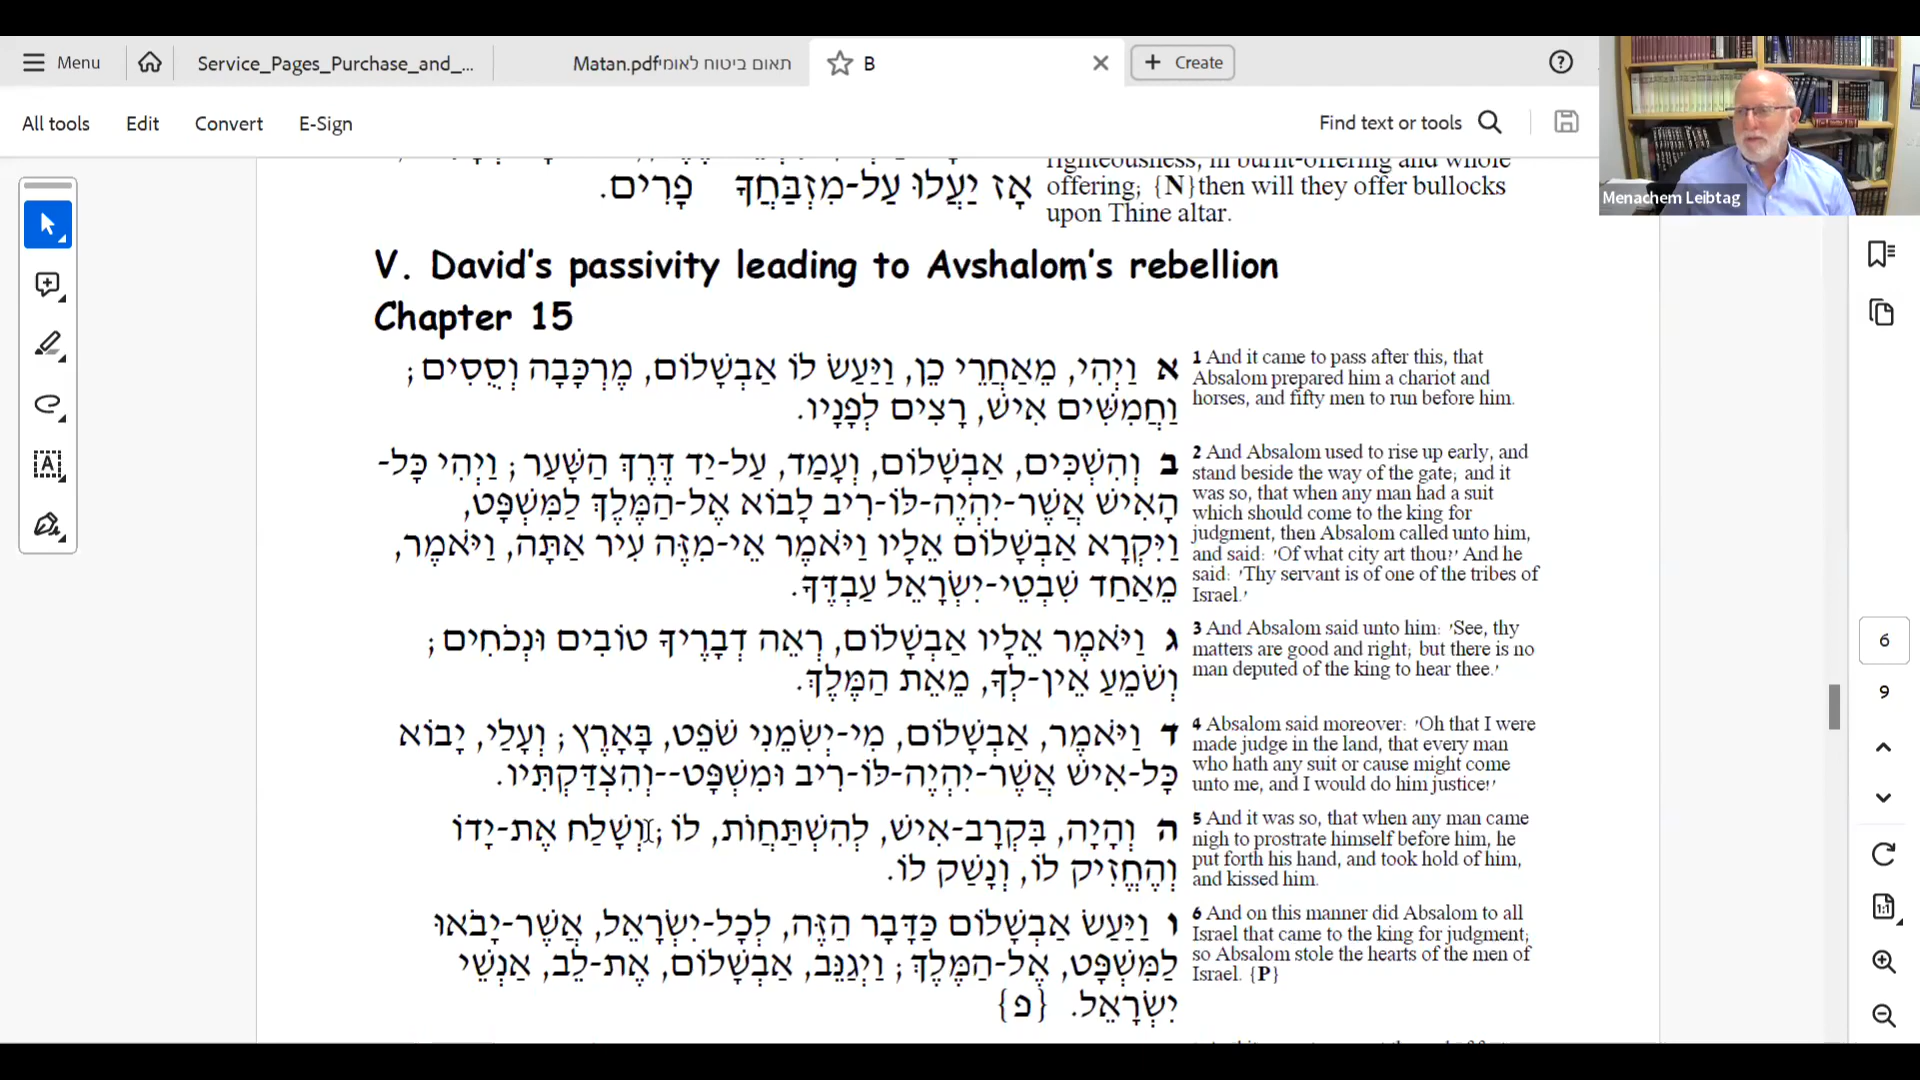 Menu
Service_Pages_Purchase_and_...
Matan.pdfתאום ביטוח לאומי
B
Create
All tools
Edit
Convert
E-Sign
Find text or tools
Menachem Leibtag
righteousness, in burnt-offering and whole
offering; {N}then will they offer bullocks
upon Thine altar.
אָז יַעֲלוּ עַל-מִזְבַּחֲךָ פָרִים.
V. David's passivity leading to Avshalom's rebellion
Chapter 15
א וַיְהִי, מֵאַחֲרֵי כֵן, וַיַּעַשׂ לוֹ אַבְשָׁלוֹם, מֶרְכָּבָה וְסֻסִים;
וַחֲמִשִּׁים אִישׁ, רָצִים לְפָנָיו.
1 And it came to pass after this, that
Absalom prepared him a chariot and
horses, and fifty men to run before him.
ב וְהִשְׁכִּים, אַבְשָׁלוֹם, וְעָמַד, עַל-יַד דֶּרֶךְ הַשָּׁעַר; וַיְהִי כָּל-
הָאִישׁ אֲשֶׁר-יִהְיֶה-לּוֹ-רִיב לָבוֹא אֶל-הַמֶּלֶךְ לַמִּשְׁפָּט,
וַיִּקְרָא אַבְשָׁלוֹם אֵלָיו וַיֹּאמֶר אֵי-מִזֶּה עִיר אַתָּה, וַיֹּאמֶר,
מֵאַחַד שִׁבְטֵי-יִשְׂרָאֵל עַבְדֶּךָ.
2 And Absalom used to rise up early, and
stand beside the way of the gate; and it
was so, that when any man had a suit
which should come to the king for
judgment, then Absalom called unto him,
and said: 'Of what city art thou?' And he
said: 'Thy servant is of one of the tribes of
Israel.'
ג וַיֹּאמֶר אֵלָיו אַבְשָׁלוֹם, רְאֵה דְבָרֶיךָ טוֹבִים וּנְכֹחִים;
וְשֹׁמֵעַ אֵין-לְךָ, מֵאֵת הַמֶּלֶךְ.
3 And Absalom said unto him: 'See, thy
matters are good and right; but there is no
man deputed of the king to hear thee.'
ד וַיֹּאמֶר, אַבְשָׁלוֹם, מִי-יְשִׂמֵנִי שֹׁפֵט, בָּאָרֶץ; וְעָלַי, יָבוֹא
כָּל-אִישׁ אֲשֶׁר-יִהְיֶה-לּוֹ-רִיב וּמִשְׁפָּט--וְהִצְדַּקְתִּיו.
4 Absalom said moreover: 'Oh that I were
made judge in the land, that every man
who hath any suit or cause might come
unto me, and I would do him justice!'
ה וְהָיָה, בִּקְרָב-אִישׁ, לְהִשְׁתַּחֲוֺת, לוֹ; וְשָׁלַח אֶת-יָדוֹ
וְהֶחֱזִיק לוֹ, וְנָשַׁק לוֹ.
5 And it was so, that when any man came
nigh to prostrate himself before him, he
put forth his hand, and took hold of him,
and kissed him.
ו וַיַּעַשׂ אַבְשָׁלוֹם כַּדָּבָר הַזֶּה, לְכָל-יִשְׂרָאֵל, אֲשֶׁר-יָבֹאוּ
לַמִּשְׁפָּט, אֶל-הַמֶּלֶךְ; וַיְגַנֵּב, אַבְשָׁלוֹם, אֶת-לֵב, אַנְשֵׁי
יִשְׂרָאֵל. {פ}
6 And on this manner did Absalom to all
Israel that came to the king for judgment;
so Absalom stole the hearts of the men of
Israel. {P}
6
9
1:1